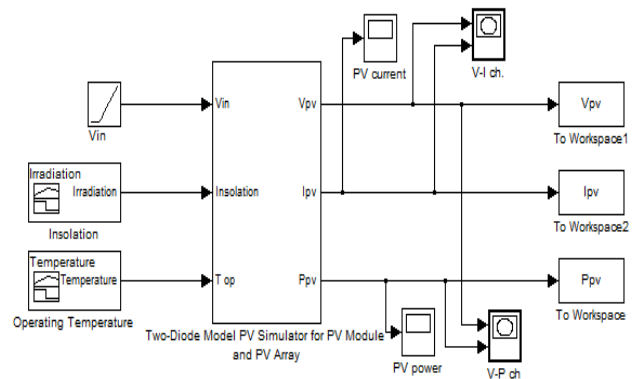 PV current
V-I ch.
Vin
Vin
Vpv
Vpv
To Workspace1
Irradiation
Irradiation
Insolation
Insolation
Ipv
Ipv
To Workspace2
Temperature
Temperature
Operating Temperature
T op
Ppv
Ppv
To Workspace
Two-Diode Model PV Simulator for PV Module
and PV Array
PV power
V-P ch